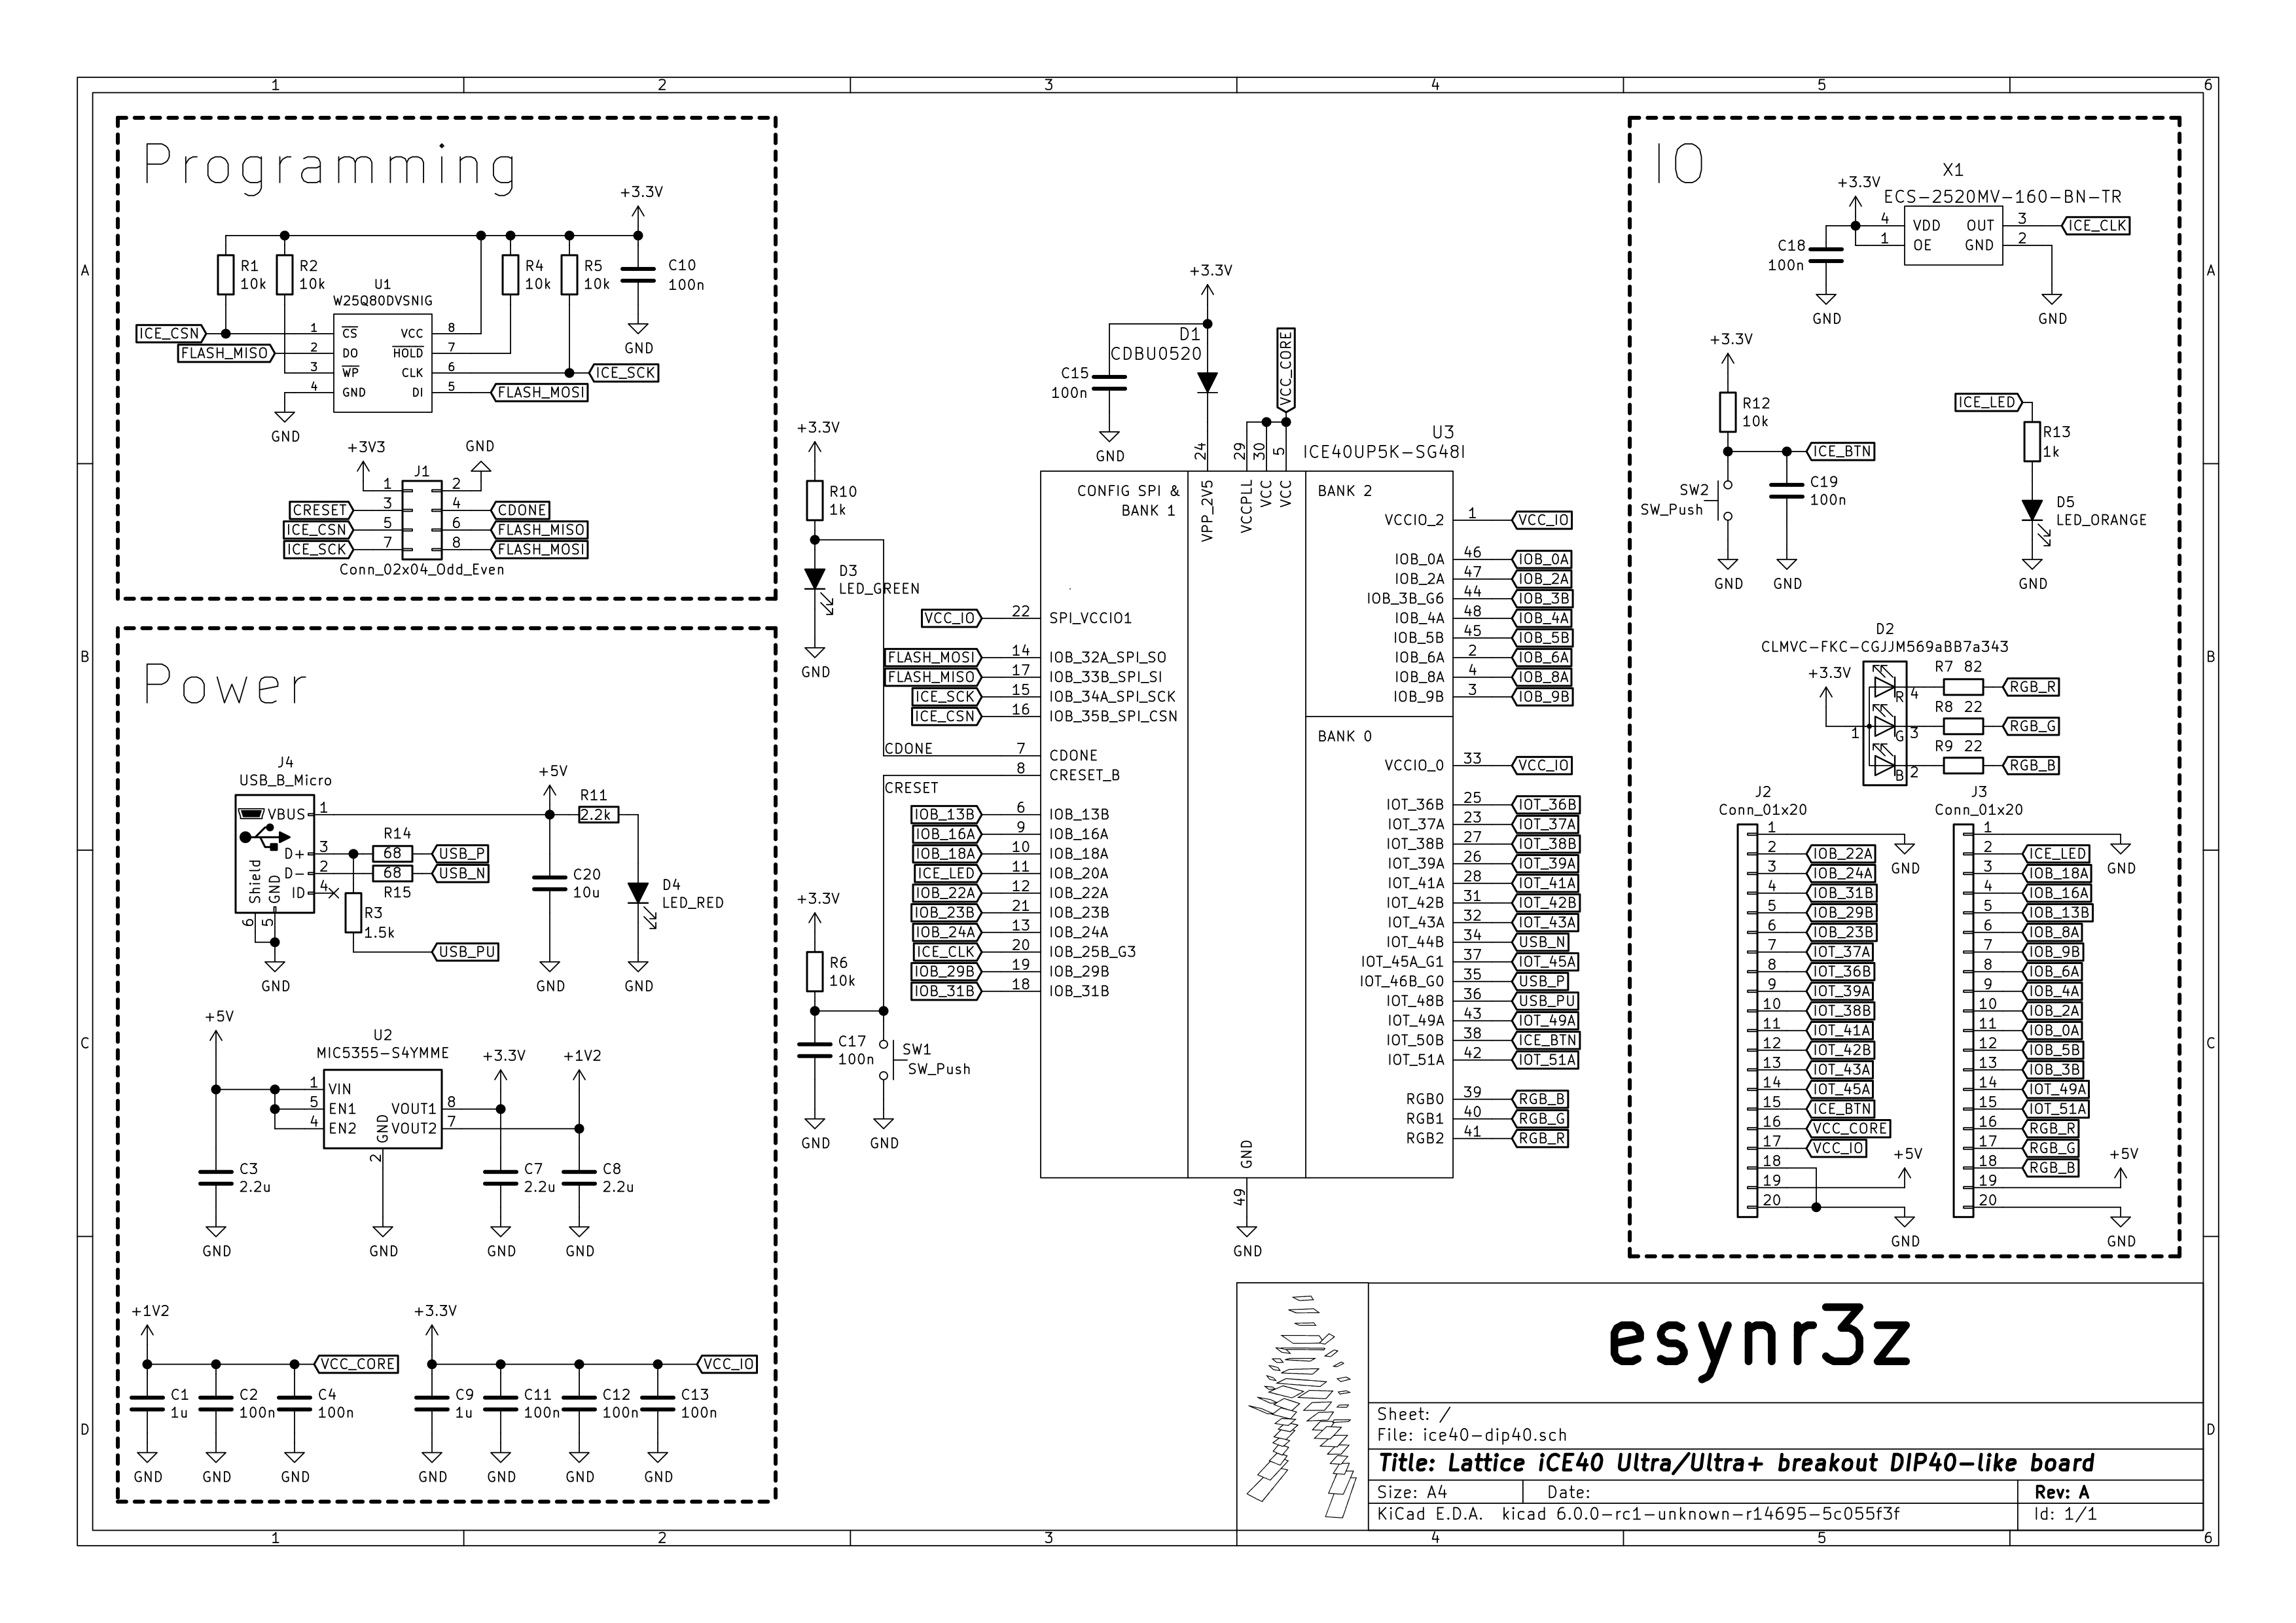 1 2 3 4 5 6
A
B
C
D
A
B
C
D
Programming
+3.3V
R1
10k
R2
10k
R4
10k
R5
10k
C10
100n
GND
U1
W25Q80DVSNIG
ICE_CSN 1 CS VCC 8
FLASH_MISO 2 DO HOLD 7
3 WP CLK 6 ICE_SCK
4 GND DI 5 FLASH_MOSI
GND
+3V3 GND
J1
1 2
CRESET 3 4 CDONE
ICE_CSN 5 6 FLASH_MISO
ICE_SCK 7 8 FLASH_MOSI
Conn_02x04_Odd_Even
Power
J4
USB_B_Micro
VBUS 1
D+ 3
D- 2
ID 4
Shield
GND
6
5
GND
R14
68 USB_P
68 USB_N
R15
R3
1.5k
USB_PU
+5V
R11
2.2k
C20
10u
GND
D4
LED_RED
GND
+5V
U2
MIC5355-S4YMME
1 VIN
5 EN1 VOUT1 8
4 EN2 VOUT2 7
GND
2
+3.3V
+1V2
C3
2.2u
C7
2.2u
C8
2.2u
GND GND GND GND
+1V2
VCC_CORE
C1
1u
C2
100n
C4
100n
GND GND GND
+3.3V
VCC_IO
C9
1u
C11
100n
C12
100n
C13
100n
GND GND GND GND
+3.3V
R10
1k
D3
LED_GREEN
GND
+3.3V
R6
10k
C17
100n
SW1
SW_Push
GND GND
+3.3V
D1
CDBU0520
C15
100n
GND
VCC_CORE
24
29
30
5
U3
ICE40UP5K-SG48I
VPP_2V5
VCCPLL
VCC
VCC
CONFIG SPI &
BANK 1
VCC_IO 22 SPI_VCCIO1
FLASH_MOSI 14 IOB_32A_SPI_SO
FLASH_MISO 17 IOB_33B_SPI_SI
ICE_SCK 15 IOB_34A_SPI_SCK
ICE_CSN 16 IOB_35B_SPI_CSN
CDONE 7 CDONE
8 CRESET_B
CRESET
IOB_13B 6 IOB_13B
IOB_16A 9 IOB_16A
IOB_18A 10 IOB_18A
ICE_LED 11 IOB_20A
IOB_22A 12 IOB_22A
IOB_23B 21 IOB_23B
IOB_24A 13 IOB_24A
ICE_CLK 20 IOB_25B_G3
IOB_29B 19 IOB_29B
IOB_31B 18 IOB_31B
GND
49
GND
BANK 2
VCCIO_2 1 VCC_IO
IOB_0A 46 IOB_0A
IOB_2A 47 IOB_2A
IOB_3B_G6 44 IOB_3B
IOB_4A 48 IOB_4A
IOB_5B 45 IOB_5B
IOB_6A 2 IOB_6A
IOB_8A 4 IOB_8A
IOB_9B 3 IOB_9B
BANK 0
VCCIO_0 33 VCC_IO
IOT_36B 25 IOT_36B
IOT_37A 23 IOT_37A
IOT_38B 27 IOT_38B
IOT_39A 26 IOT_39A
IOT_41A 28 IOT_41A
IOT_42B 31 IOT_42B
IOT_43A 32 IOT_43A
IOT_44B 34 USB_N
IOT_45A_G1 37 IOT_45A
IOT_46B_G0 35 USB_P
IOT_48B 36 USB_PU
IOT_49A 43 IOT_49A
IOT_50B 38 ICE_BTN
IOT_51A 42 IOT_51A
RGB0 39 RGB_B
RGB1 40 RGB_G
RGB2 41 RGB_R
IO
X1
ECS-2520MV-160-BN-TR
+3.3V
4 VDD OUT 3 ICE_CLK
1 OE GND 2
C18
100n
GND GND
+3.3V
R12
10k
ICE_BTN
SW2
SW_Push
C19
100n
GND GND
ICE_LED
R13
1k
D5
LED_ORANGE
GND
D2
CLMVC-FKC-CGJJM569aBB7a343
+3.3V
1
R 4 R7 82 RGB_R
G 3 R8 22 RGB_G
B 2 R9 22 RGB_B
J2
Conn_01x20
1
GND
2 IOB_22A
3 IOB_24A
4 IOB_31B
5 IOB_29B
6 IOB_23B
7 IOT_37A
8 IOT_36B
9 IOT_39A
10 IOT_38B
11 IOT_41A
12 IOT_42B
13 IOT_43A
14 IOT_45A
15 ICE_BTN
16 VCC_CORE
17 VCC_IO
18 +5V
19
20
GND
J3
Conn_01x20
1
GND
2 ICE_LED
3 IOB_18A
4 IOB_16A
5 IOB_13B
6 IOB_8A
7 IOB_9B
8 IOB_6A
9 IOB_4A
10 IOB_2A
11 IOB_0A
12 IOB_5B
13 IOB_3B
14 IOT_49A
15 IOT_51A
16 RGB_R
17 RGB_G
18 RGB_B
+5V
19
20
GND
esynr3z
Sheet: /
File: ice40-dip40.sch
Title: Lattice iCE40 Ultra/Ultra+ breakout DIP40-like board
Size: A4 Date: Rev: A
KiCad E.D.A. kicad 6.0.0-rc1-unknown-r14695-5c055f3f Id: 1/1
1 2 3 4 5 6